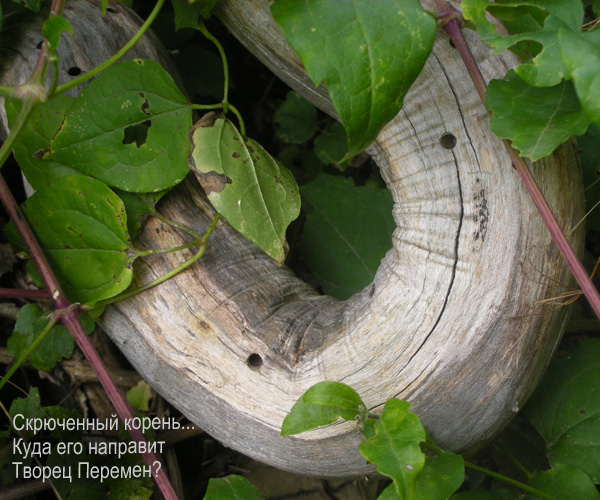 Скрюченный корень...
Куда его направит
Творец Перемен?